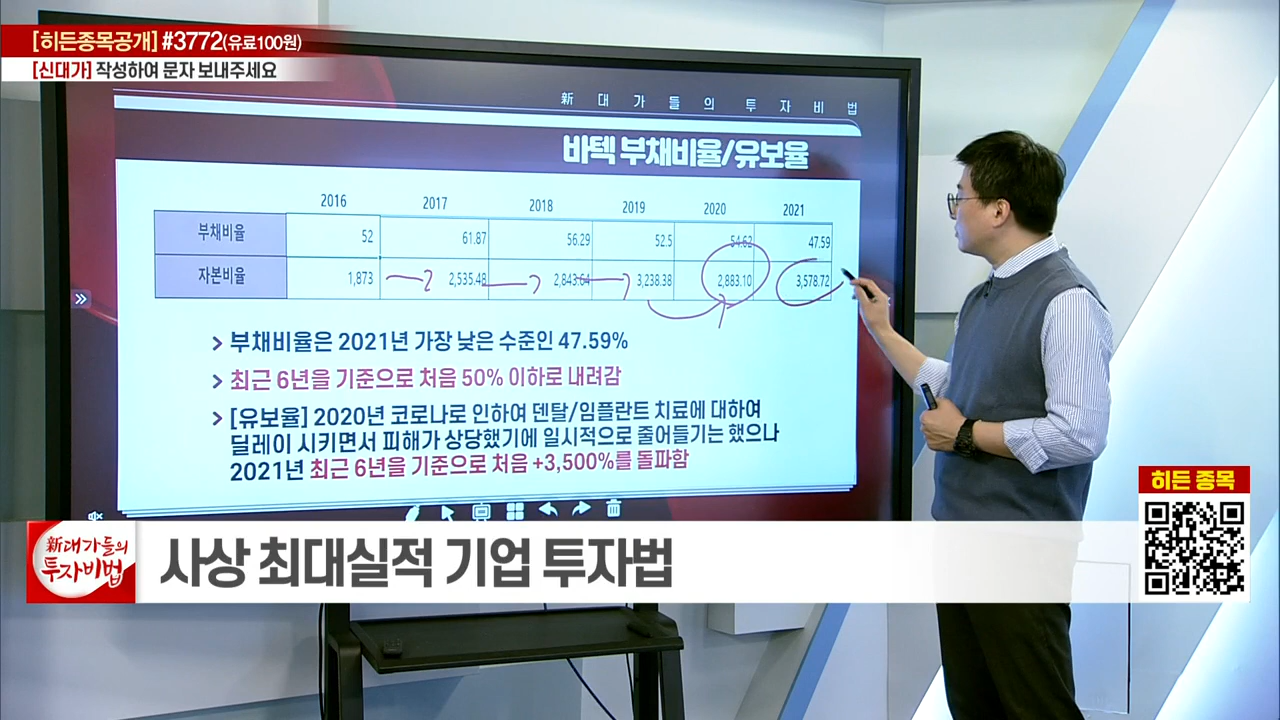 [히든종목공개] #3772(유료100원)
[신대가] 작성하여 문자 보내주세요
新 대 가 들 의 투 자 비 법
바텍 부채비율/유보율
2016 2017 2018 2019 2020 2021
부채비율 52 61.87 56.29 52.5 54.62 47.59
자본비율 1,873 2,535.48 2,843.64 3,238.38 2,883.10 3,578.72
부채비율은 2021년 가장 낮은 수준인 47.59%
최근 6년을 기준으로 처음 50% 이하로 내려감
[유보율] 2020년 코로나로 인하여 덴탈/임플란트 치료에 대하여
딜레이 시키면서 피해가 상당했기에 일시적으로 줄어들기는 했으나
2021년 최근 6년을 기준으로 처음 +3,500%를 돌파함
히든 종목
新대가들의
투자비법
사상 최대실적 기업 투자법